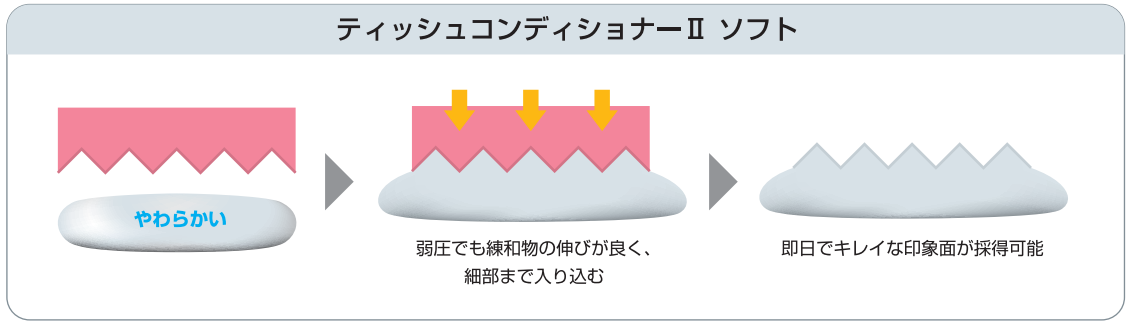 ティッシュコンディショナーⅡ ソフト
やわらかい
弱圧でも練和物の伸びが良く、
細部まで入り込む
即日でキレイな印象面が採得可能